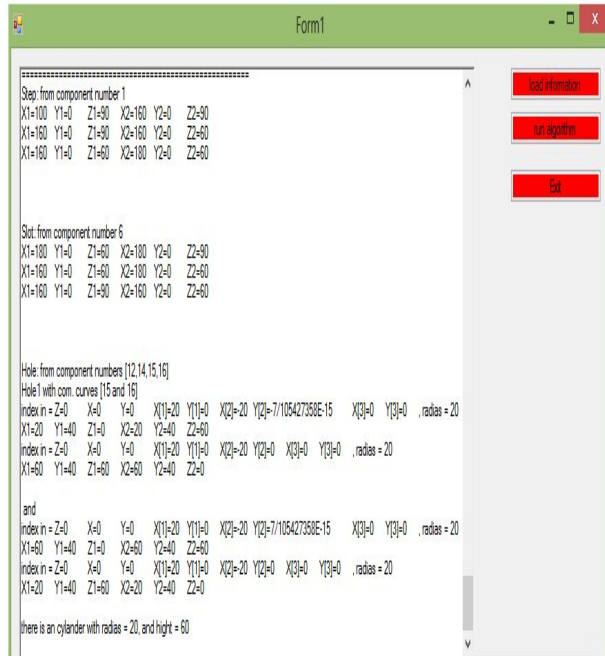 Form1
=======================================================
Step: from component number 1
X1=100 Y1=0 Z1=90 X2=160 Y2=0 Z2=90
X1=160 Y1=0 Z1=90 X2=160 Y2=0 Z2=60
X1=160 Y1=0 Z1=60 X2=180 Y2=0 Z2=60
Slot: from component number 6
X1=180 Y1=0 Z1=60 X2=180 Y2=0 Z2=90
X1=160 Y1=0 Z1=60 X2=180 Y2=0 Z2=60
X1=160 Y1=0 Z1=90 X2=160 Y2=0 Z2=60
Hole: from component numbers [12,14,15,16]
Hole1 with com. curves [15 and 16]
index in = Z=0 X=0 Y=0 X[1]=20 Y[1]=0 X[2]=-20 Y[2]=-7/105427358E-15 X[3]=0 Y[3]=0 , radias = 20
X1=20 Y1=40 Z1=0 X2=20 Y2=40 Z2=60
index in = Z=0 X=0 Y=0 X[1]=20 Y[1]=0 X[2]=-20 Y[2]=0 X[3]=0 Y[3]=0 , radias = 20
X1=60 Y1=40 Z1=60 X2=60 Y2=40 Z2=0
and
index in = Z=0 X=0 Y=0 X[1]=20 Y[1]=0 X[2]=-20 Y[2]=-7/105427358E-15 X[3]=0 Y[3]=0 , radias = 20
X1=60 Y1=40 Z1=0 X2=60 Y2=40 Z2=60
index in = Z=0 X=0 Y=0 X[1]=20 Y[1]=0 X[2]=-20 Y[2]=0 X[3]=0 Y[3]=0 , radias = 20
X1=20 Y1=40 Z1=60 X2=20 Y2=40 Z2=0
there is an cylander with radias = 20, and hight = 60
load information
run algorithm
Exit